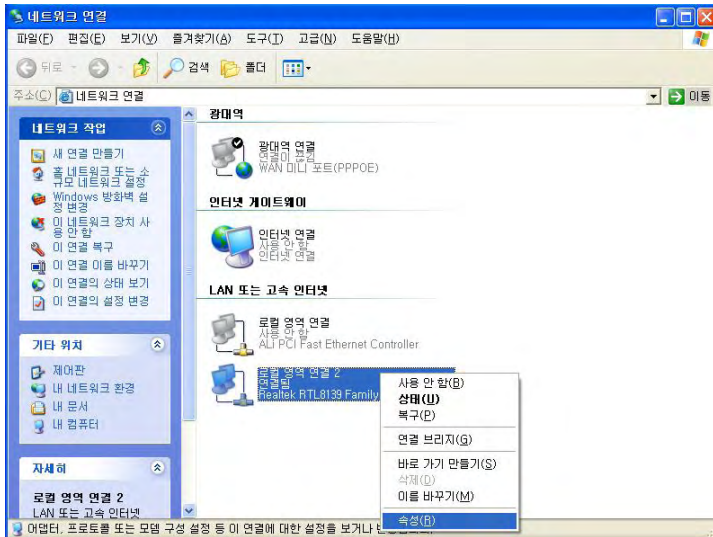 네트워크 연결
파일(F) 편집(E) 보기(V) 즐겨찾기(A) 도구(T) 고급(N) 도움말(H)
뒤로 검색 폴더
주소(C) 네트워크 연결 이동
네트워크 작업
새 연결 만들기
홈 네트워크 또는 소
규모 네트워크 설정
Windows 방화벽 설
정 변경
이 네트워크 장치 사
용 안 함
이 연결 복구
이 연결 이름 바꾸기
이 연결의 상태 보기
이 연결의 설정 변경
기타 위치
제어판
내 네트워크 환경
내 문서
내 컴퓨터
자세히
로컬 영역 연결 2
LAN 또는 고속 인터넷
광대역
광대역 연결
연결이 끊김
WAN 미니 포트(PPPOE)
인터넷 게이트웨이
인터넷 연결
사용 안 함
인터넷 연결
LAN 또는 고속 인터넷
로컬 영역 연결
사용 안 함
ALi PCI Fast Ethernet Controller
로컬 영역 연결 2
연결됨
Realtek RTL8139 Family
사용 안 함(B)
상태(U)
복구(P)
연결 브리지(G)
바로 가기 만들기(S)
삭제(D)
이름 바꾸기(M)
속성(R)
어댑터, 프로토콜 또는 모뎀 구성 설정 등 이 연결에 대한 설정을 보거나